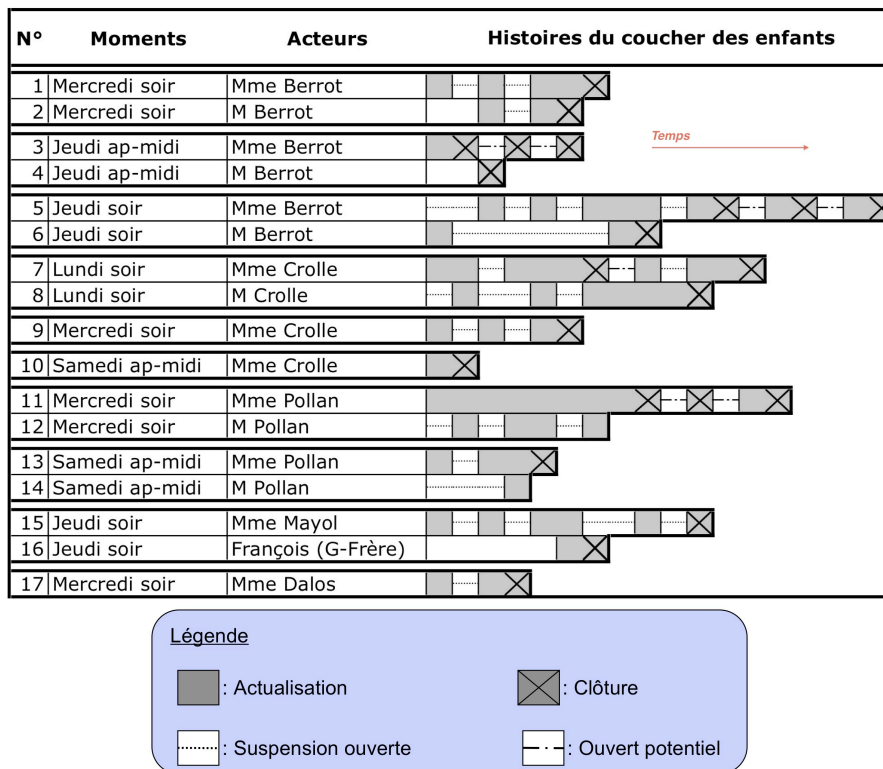 N° Moments Acteurs Histoires du coucher des enfants
1 Mercredi soir Mme Berrot
2 Mercredi soir M Berrot
3 Jeudi ap-midi Mme Berrot Temps
4 Jeudi ap-midi M Berrot
5 Jeudi soir Mme Berrot
6 Jeudi soir M Berrot
7 Lundi soir Mme Crolle
8 Lundi soir M Crolle
9 Mercredi soir Mme Crolle
10 Samedi ap-midi Mme Crolle
11 Mercredi soir Mme Pollan
12 Mercredi soir M Pollan
13 Samedi ap-midi Mme Pollan
14 Samedi ap-midi M Pollan
15 Jeudi soir Mme Mayol
16 Jeudi soir François (G-Frère)
17 Mercredi soir Mme Dalos
Légende
: Actualisation : Clôture
: Suspension ouverte : Ouvert potentiel